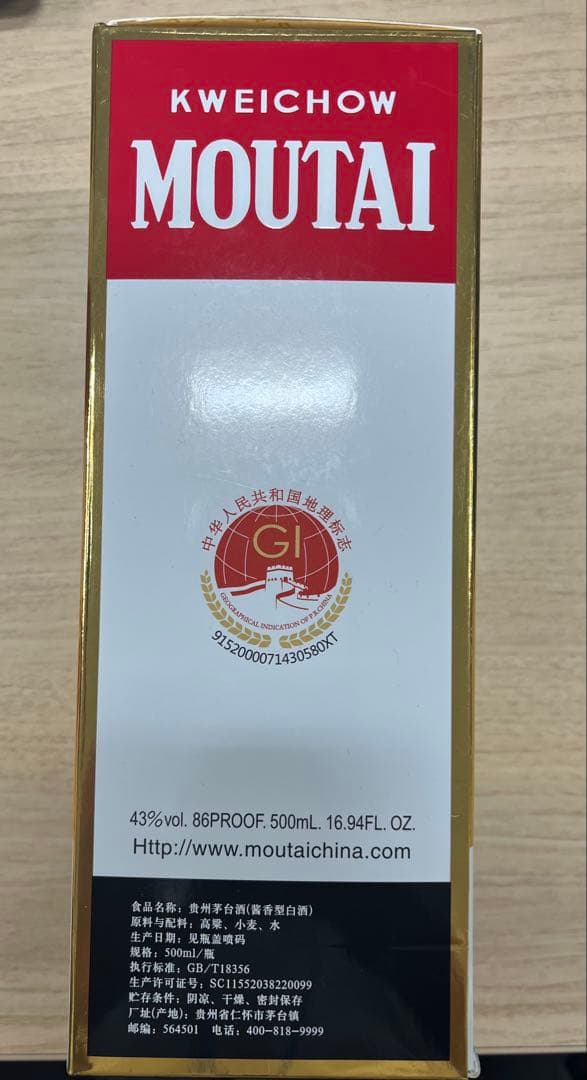 KWEICHOW
MOUTAI
中华人民共和国地理标志
GI
GEOGRAPHICAL INDICATION OF P.R.CHINA
9152000071430580XT
43%vol. 86PROOF. 500mL. 16.94FL. OZ.
Http://www.moutaichina.com
食品名称：贵州茅台酒(酱香型白酒)
原料与配料：高粱、小麦、水
生产日期：见瓶盖喷码
规格：500ml/瓶
执行标准：GB/T18356
生产许可证号：SC11552038220099
贮存条件：阴凉、干燥、密封保存
厂址(产地)：贵州省仁怀市茅台镇
邮编：564501 电话：400-818-9999